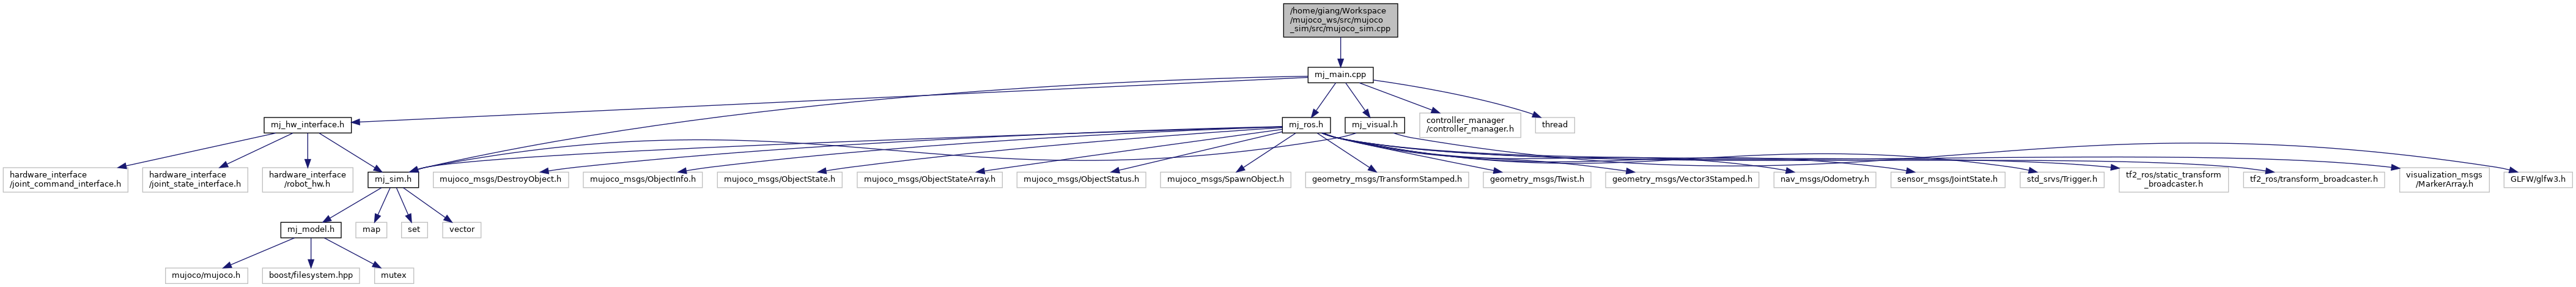 /home/giang/Workspace
/mujoco_ws/src/mujoco
_sim/src/mujoco_sim.cpp
mj_main.cpp
mj_hw_interface.h
mj_ros.h
mj_visual.h
controller_manager
/controller_manager.h
thread
hardware_interface
/joint_command_interface.h
hardware_interface
/joint_state_interface.h
hardware_interface
/robot_hw.h
mj_sim.h
mujoco_msgs/DestroyObject.h
mujoco_msgs/ObjectInfo.h
mujoco_msgs/ObjectState.h
mujoco_msgs/ObjectStateArray.h
mujoco_msgs/ObjectStatus.h
mujoco_msgs/SpawnObject.h
geometry_msgs/TransformStamped.h
geometry_msgs/Twist.h
geometry_msgs/Vector3Stamped.h
nav_msgs/Odometry.h
sensor_msgs/JointState.h
std_srvs/Trigger.h
tf2_ros/static_transform
_broadcaster.h
tf2_ros/transform_broadcaster.h
visualization_msgs
/MarkerArray.h
GLFW/glfw3.h
mj_model.h
map
set
vector
mujoco/mujoco.h
boost/filesystem.hpp
mutex